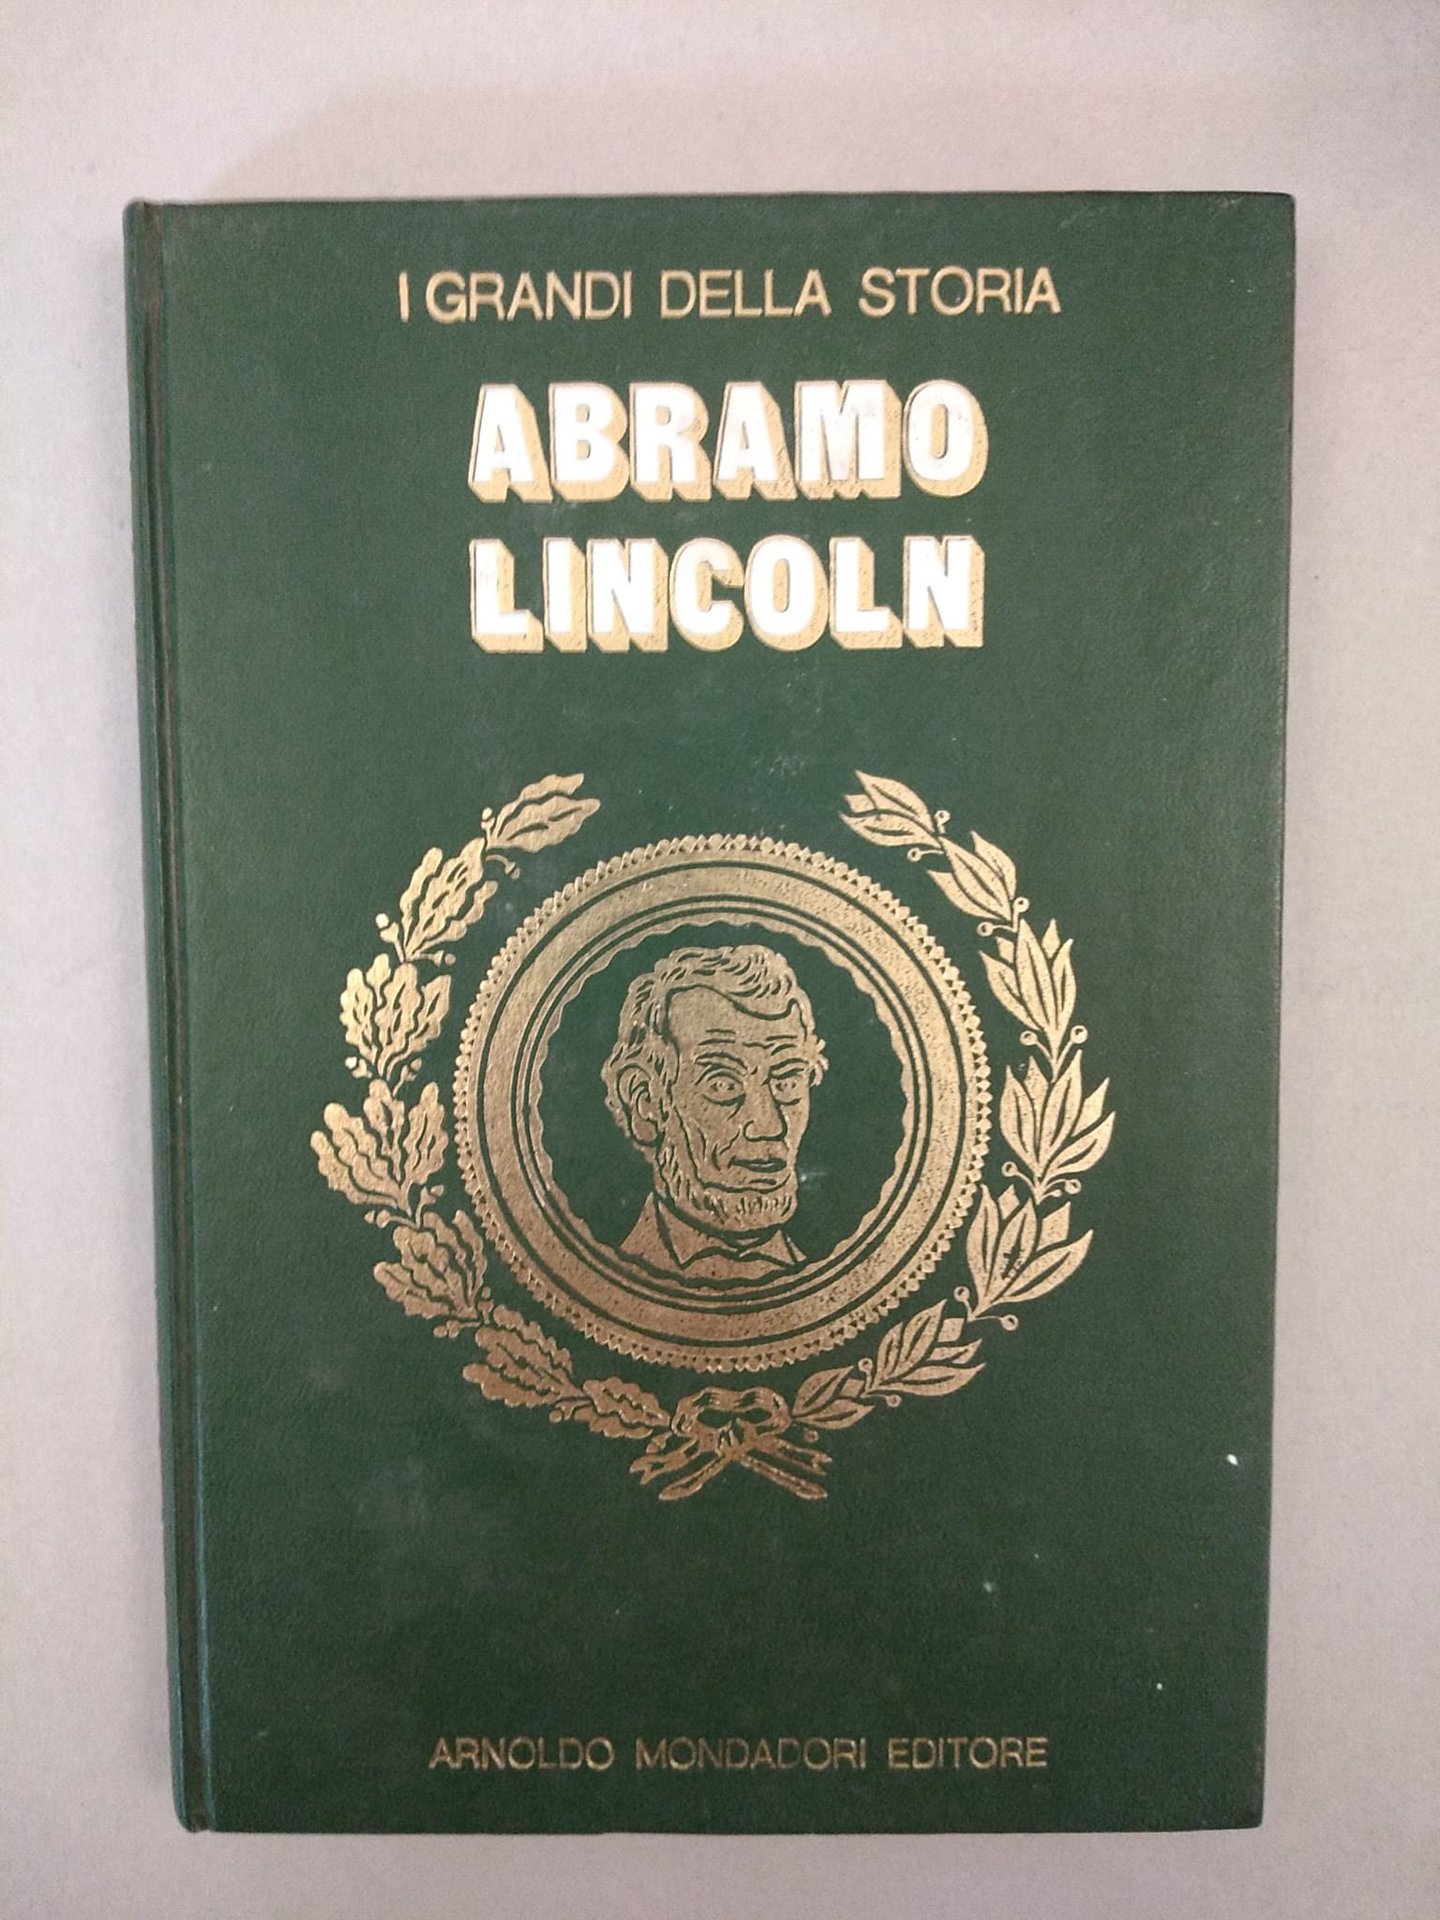 I GRANDI DELLA STORIA
ABRAMO
LINCOLN
ARNOLDO MONDADORI EDITORE